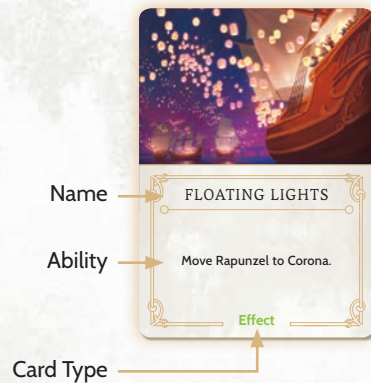 Name
FLOATING LIGHTS
Ability
Move Rapunzel to Corona.
Effect
Card Type